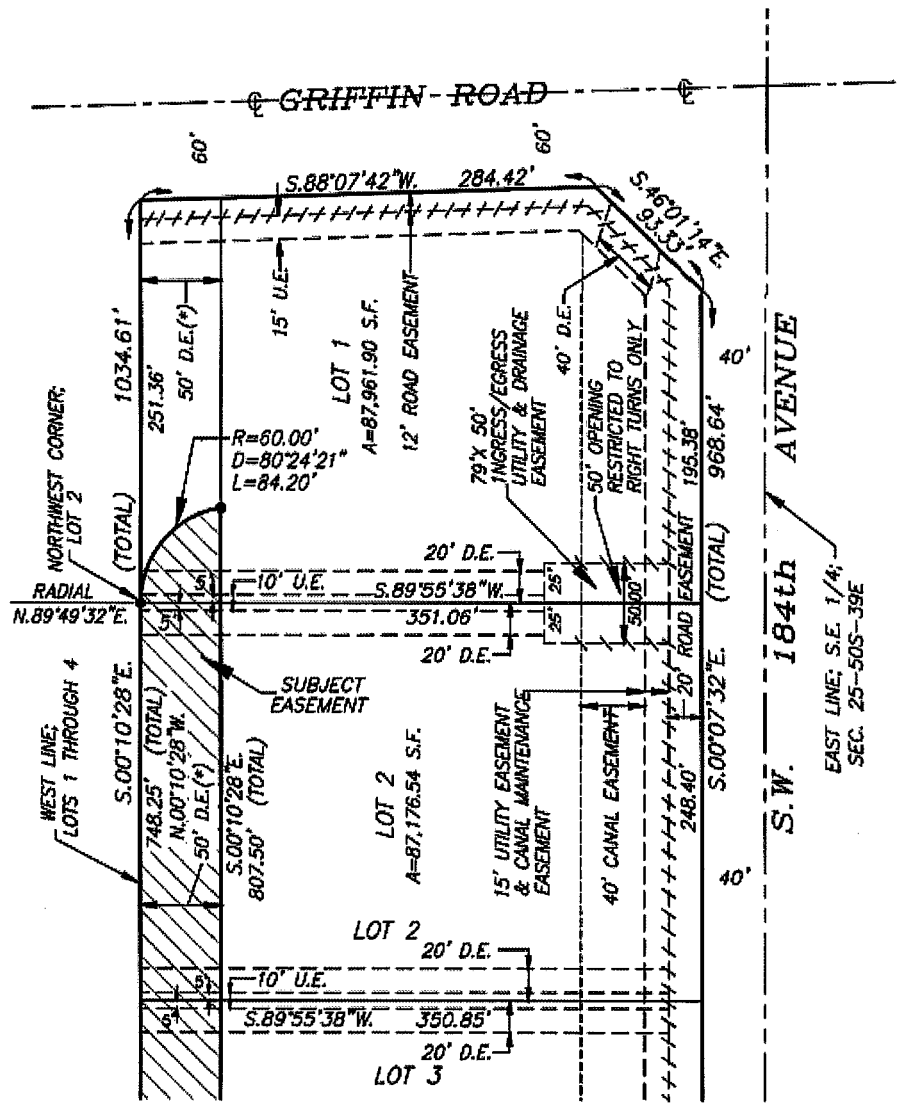 ℄ GRIFFIN ROAD ℄
60'
60'
S.88°07'42"W. 284.42'
S.46°01'14"E.
93.33'
1034.61'
(TOTAL)
251.36'
50' D.E.(*)
15' U.E.
LOT 1
A=87,961.90 S.F.
12' ROAD EASEMENT
40' D.E.
79'X 50'
INGRESS/EGRESS
UTILITY & DRAINAGE
EASEMENT
50' OPENING
RESTRICTED TO
RIGHT TURNS ONLY
195.38'
968.64'
(TOTAL)
40'
S.W. 184th AVENUE
EAST LINE; S.E. 1/4;
SEC. 25-50S-39E
NORTHWEST CORNER;
LOT 2
R=60.00'
D=80°24'21"
L=84.20'
RADIAL
N.89°49'32"E.
5'
5'
10' U.E.
20' D.E.
S.89°55'38"W.
351.06'
20' D.E.
25'
25'
50.00'
20' ROAD EASEMENT
S.00°07'32"E.
248.40'
SUBJECT
EASEMENT
WEST LINE;
LOTS 1 THROUGH 4
S.00°10'28"E.
748.25' (TOTAL)
N.00°10'28"W.
50' D.E.(*)
S.00°10'28"E.
807.50' (TOTAL)
LOT 2
A=87,176.54 S.F.
15' UTILITY EASEMENT
& CANAL MAINTENANCE
EASEMENT
40' CANAL EASEMENT
40'
LOT 2
20' D.E.
5'
5'
10' U.E.
S.89°55'38"W. 350.85'
20' D.E.
LOT 3